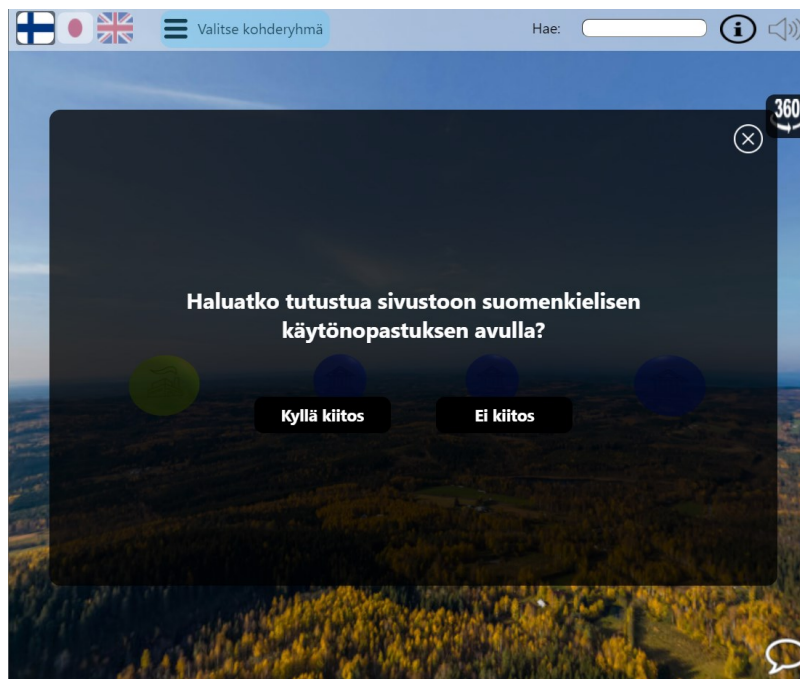 Valitse kohderyhmä
Hae:
i
360
Haluatko tutustua sivustoon suomenkielisen
käytönopastuksen avulla?
Kyllä kiitos
Ei kiitos